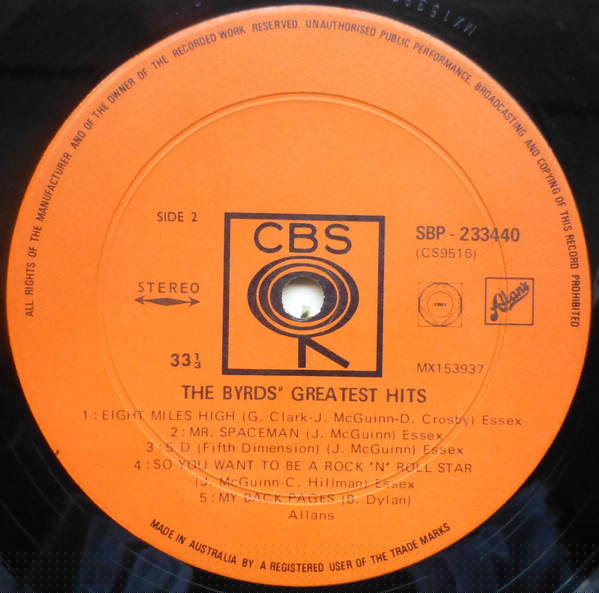 ALL RIGHTS OF THE MANUFACTURER AND OF THE OWNER OF THE RECORDED WORK RESERVED. UNAUTHORISED PUBLIC PERFORMANCE, BROADCASTING AND COPYING OF THIS RECORD PROHIBITED
SIDE 2
CBS
SBP - 233440
(CS9516)
STEREO
Allan's
33 1/3
MX153937
THE BYRDS' GREATEST HITS
1 : EIGHT MILES HIGH (G. Clark-J. McGuinn-D. Crosby) Essex
2 : MR. SPACEMAN (J. McGuinn) Essex
3 : 5 D (Fifth Dimension) (J. McGuinn) Essex
4 : SO YOU WANT TO BE A ROCK 'N' ROLL STAR
(J. McGuinn-C. Hillman) Essex
5 : MY BACK PAGES (B. Dylan)
Allans
MADE IN AUSTRALIA BY A REGISTERED USER OF THE TRADE MARKS